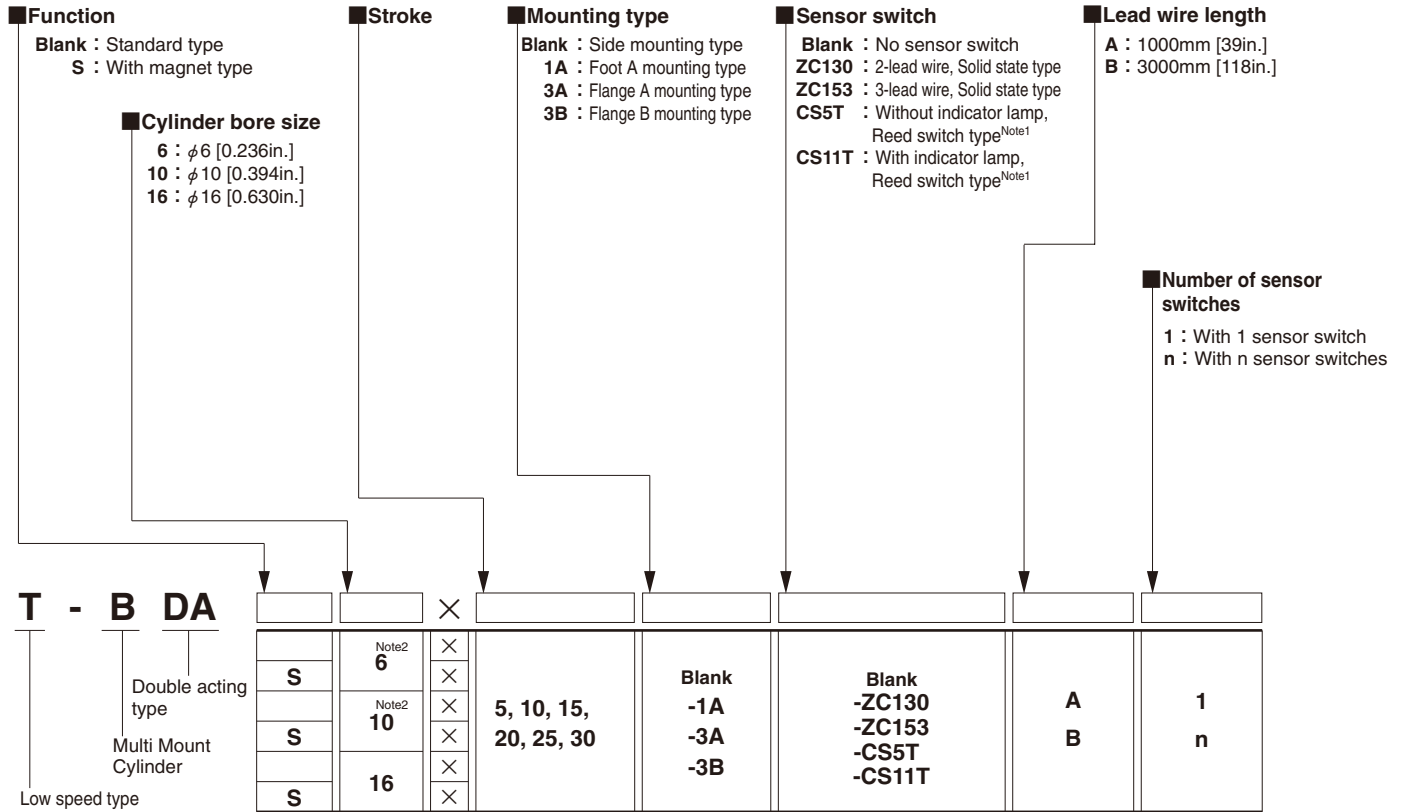 ■Function
Blank : Standard type
S : With magnet type
■Cylinder bore size
6 : φ6 [0.236in.]
10 : φ10 [0.394in.]
16 : φ16 [0.630in.]
■Stroke
■Mounting type
Blank : Side mounting type
1A : Foot A mounting type
3A : Flange A mounting type
3B : Flange B mounting type
■Sensor switch
Blank : No sensor switch
ZC130 : 2-lead wire, Solid state type
ZC153 : 3-lead wire, Solid state type
CS5T : Without indicator lamp,
Reed switch type Note1
CS11T : With indicator lamp,
Reed switch type Note1
■Lead wire length
A : 1000mm [39in.]
B : 3000mm [118in.]
■Number of sensor
switches
1 : With 1 sensor switch
n : With n sensor switches
T - B DA ×
Double acting
type
Multi Mount
Cylinder
Low speed type
Note2
6 ×
S ×
Note2
10 ×
S ×
16 ×
S ×
5, 10, 15,
20, 25, 30
Blank
-1A
-3A
-3B
Blank
-ZC130
-ZC153
-CS5T
-CS11T
A
B
1
n